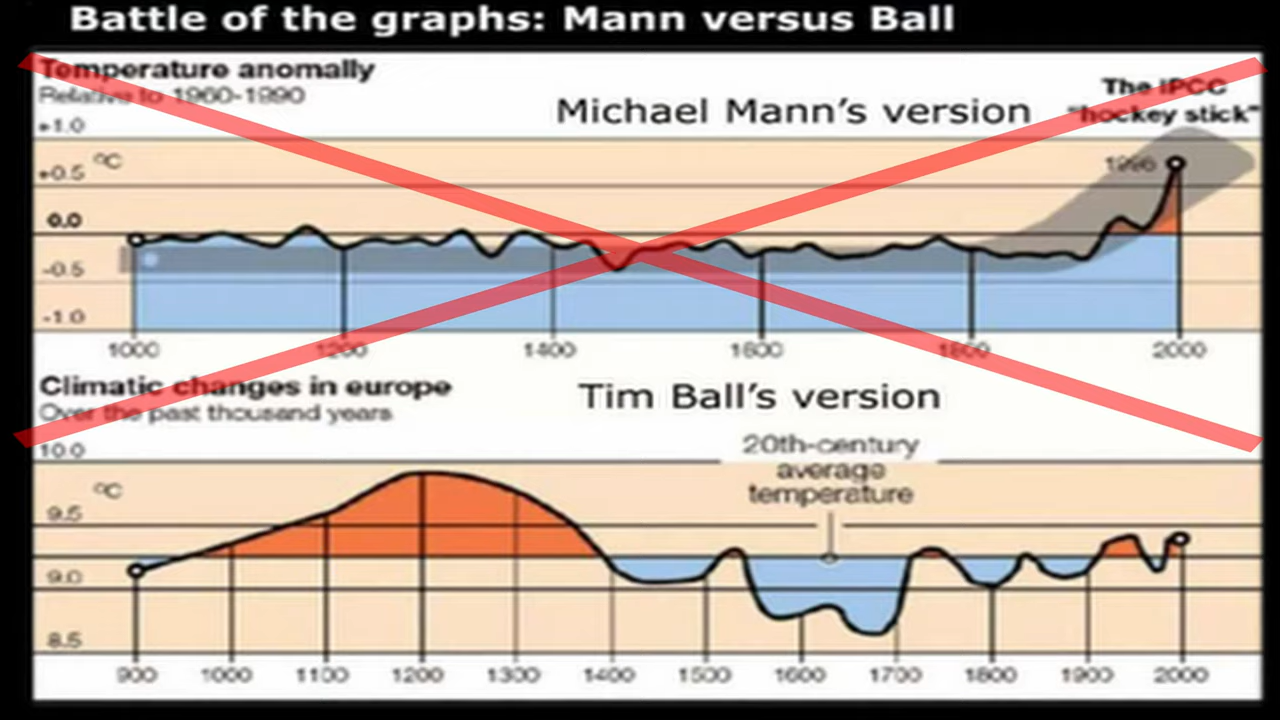 Battle of the graphs: Mann versus Ball
Temperature anomally
Relative to 1960-1990
Michael Mann's version
The IPCC
"hockey stick"
+1.0
ºC
+0.5
1998
0.0
-0.5
-1.0
1000 1200 1400 1600 1800 2000
Climatic changes in europe
Over the past thousand years
Tim Ball's version
10.0
20th-century
average
temperature
ºC
9.5
9.0
8.5
900 1000 1100 1200 1300 1400 1500 1600 1700 1800 1900 2000